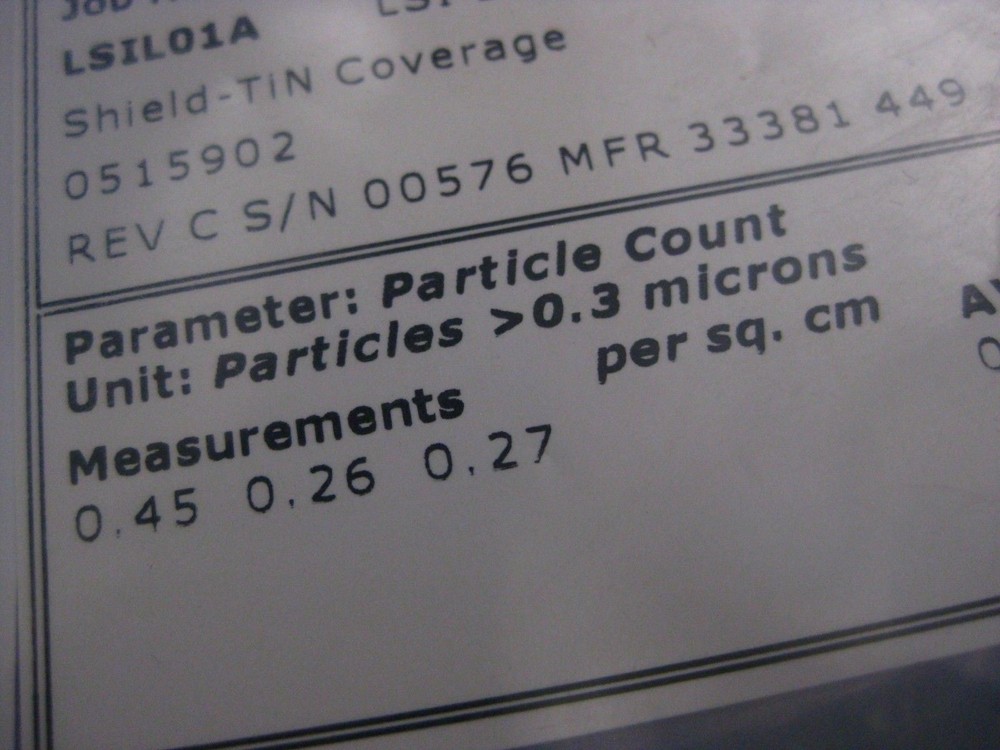 LSIL01A
Shield-TiN Coverage
0515902
REV C S/N 00576 MFR 33381 449
Parameter: Particle Count
Unit: Particles >0.3 microns
per sq. cm
Measurements
0.45 0.26 0.27